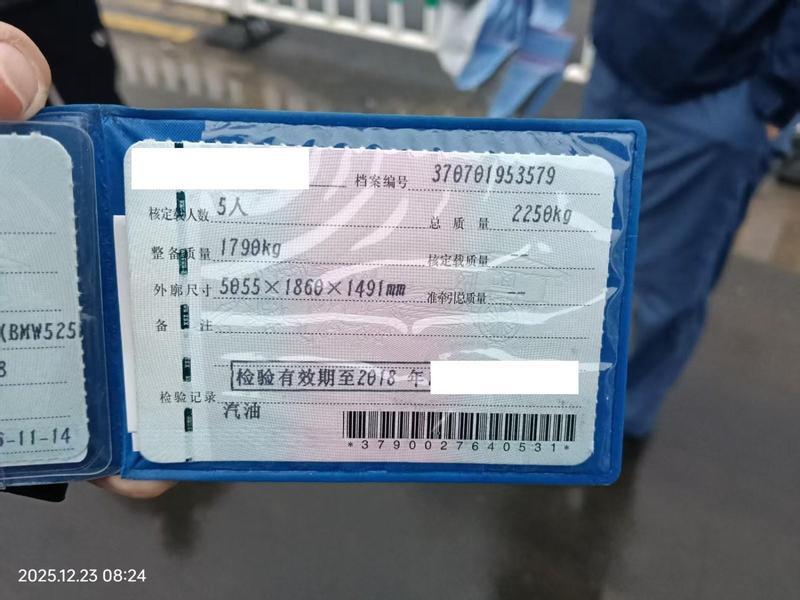 档案编号 370701953579
核定载人数 5人 总质量 2250kg
整备质量 1790kg 核定载质量 --
外廓尺寸 5055×1860×1491mm 准牵引总质量 --
备注
检验有效期至2018年
检验记录
汽油
*3790027640531*
(BMW525
8
-11-14
2025.12.23 08:24